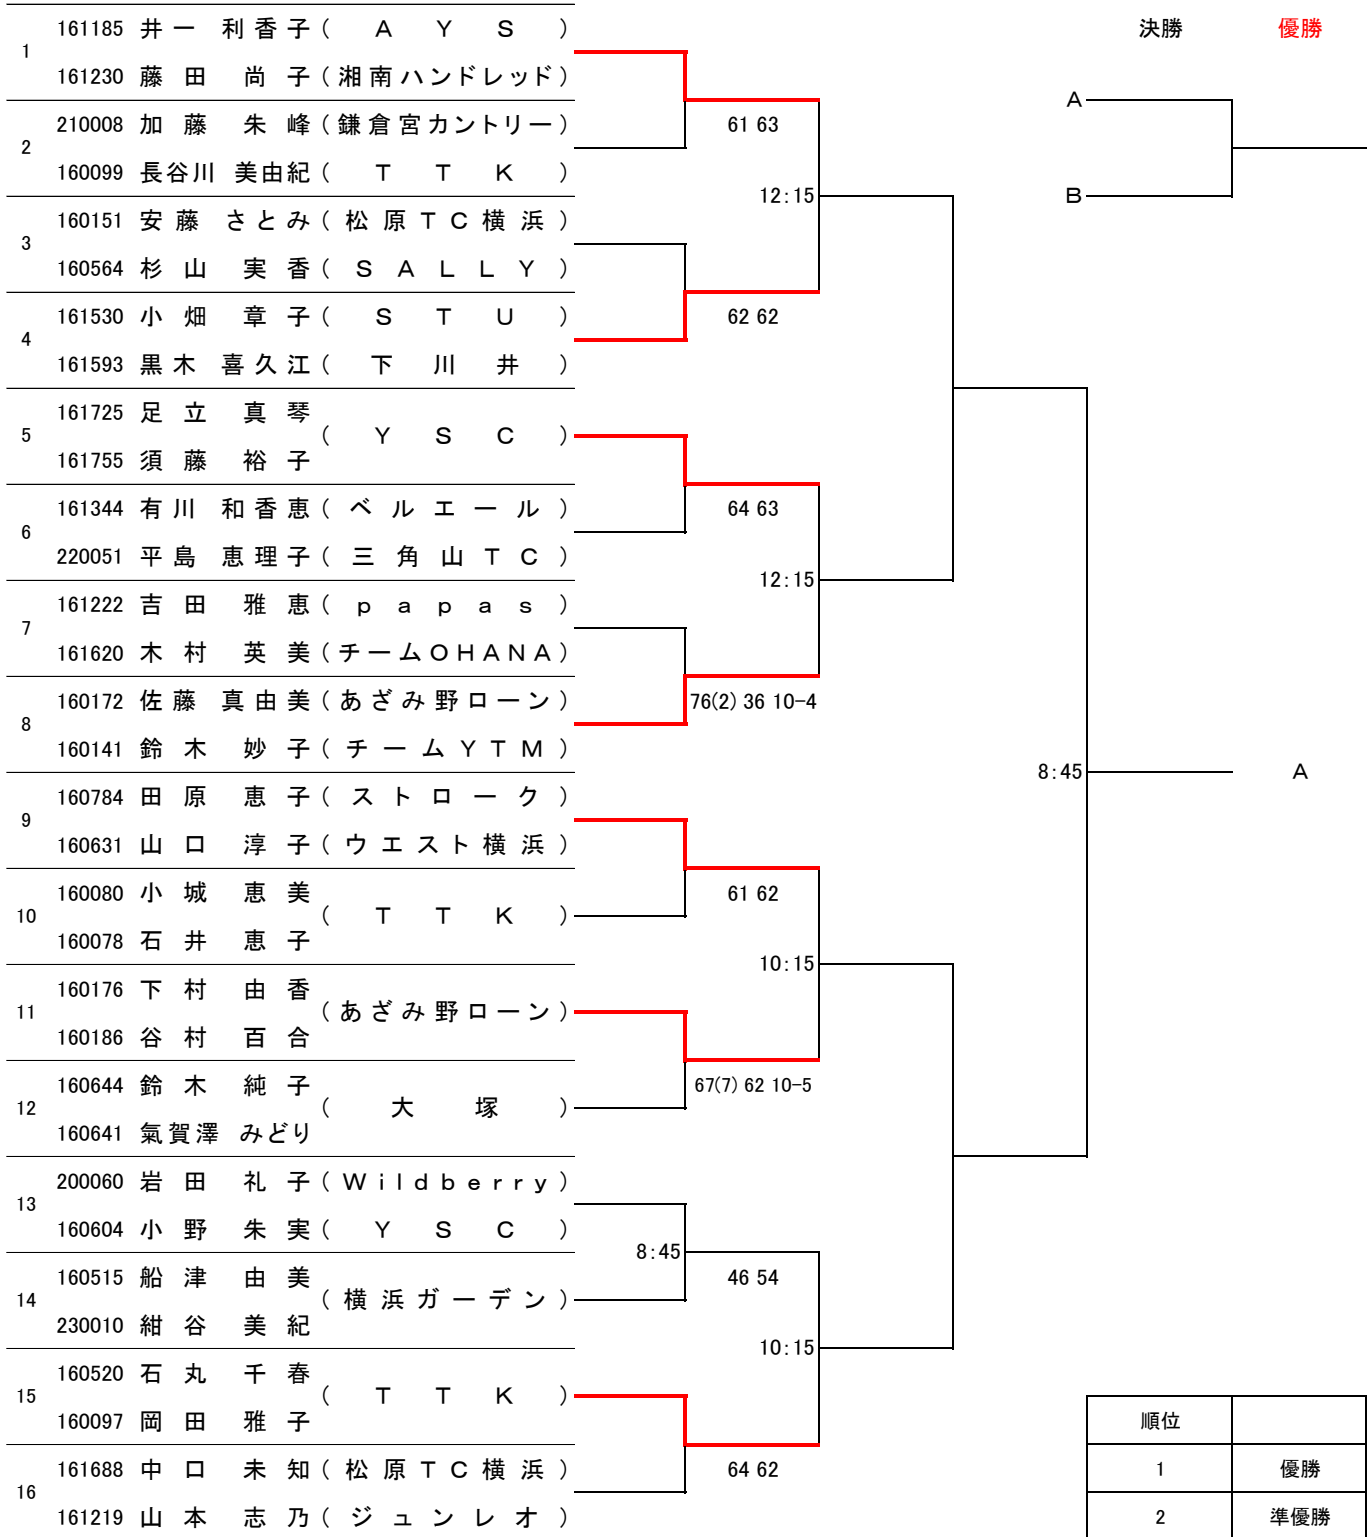 161185 井一 利香子 ( A Y S )
決勝 優勝
1
161230 藤田 尚子 ( 湘南ハンドレッド )
A
210008 加藤 朱峰 ( 鎌倉宮カントリー )
61 63
2
160099 長谷川 美由紀 ( T T K )
12:15
B
160151 安藤 さとみ ( 松原TC横浜 )
3
160564 杉山 実香 ( SALLY )
161530 小畑 章子 ( S T U )
62 62
4
161593 黒木 喜久江 ( 下川井 )
161725 足立 真琴
5
( Y S C )
161755 須藤 裕子
161344 有川 和香恵 ( ベルエール )
64 63
6
220051 平島 恵理子 ( 三角山TC )
12:15
161222 吉田 雅恵 ( papas )
7
161620 木村 英美 ( チームOHANA )
160172 佐藤 真由美 ( あざみ野ローン )
76(2) 36 10-4
8
160141 鈴木 妙子 ( チームYTM )
8:45
A
160784 田原 恵子 ( ストローク )
9
160631 山口 淳子 ( ウエスト横浜 )
160080 小城 恵美
61 62
10
( T T K )
160078 石井 恵子
10:15
160176 下村 由香
11
( あざみ野ローン )
160186 谷村 百合
160644 鈴木 純子
67(7) 62 10-5
12
( 大塚 )
160641 氣賀澤 みどり
200060 岩田 礼子 ( Wildberry )
13
160604 小野 朱実 ( Y S C )
8:45
160515 船津 由美
46 54
14
( 横浜ガーデン )
230010 紺谷 美紀
10:15
160520 石丸 千春
15
( T T K )
160097 岡田 雅子
順位
161688 中口 未知 ( 松原TC横浜 )
64 62
1 優勝
16
161219 山本 志乃 ( ジュンレオ )
2 準優勝